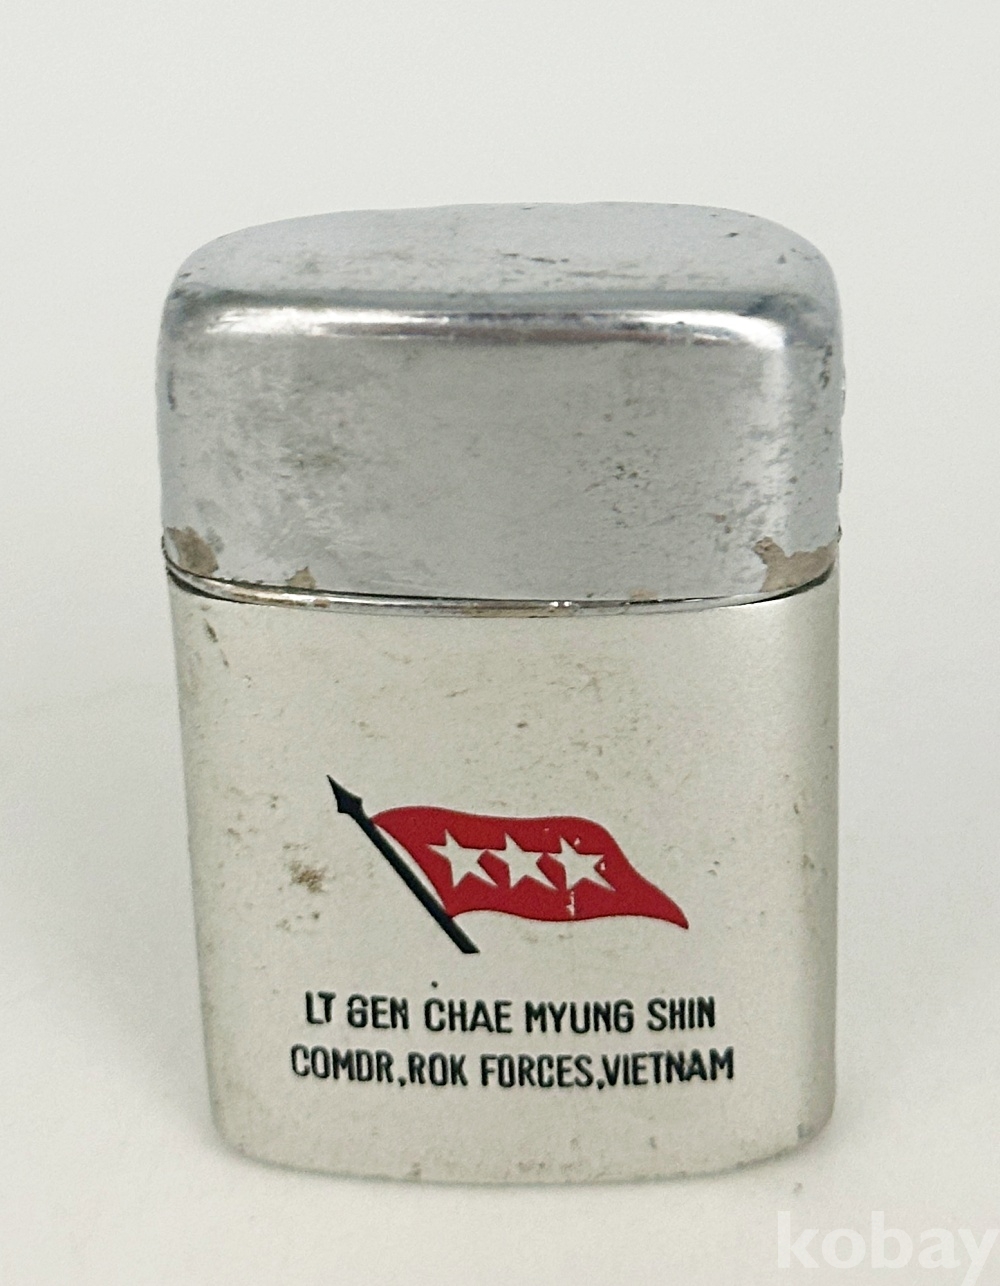 LT GEN CHAE MYUNG SHIN
COMDR, ROK FORCES, VIETNAM
kobay